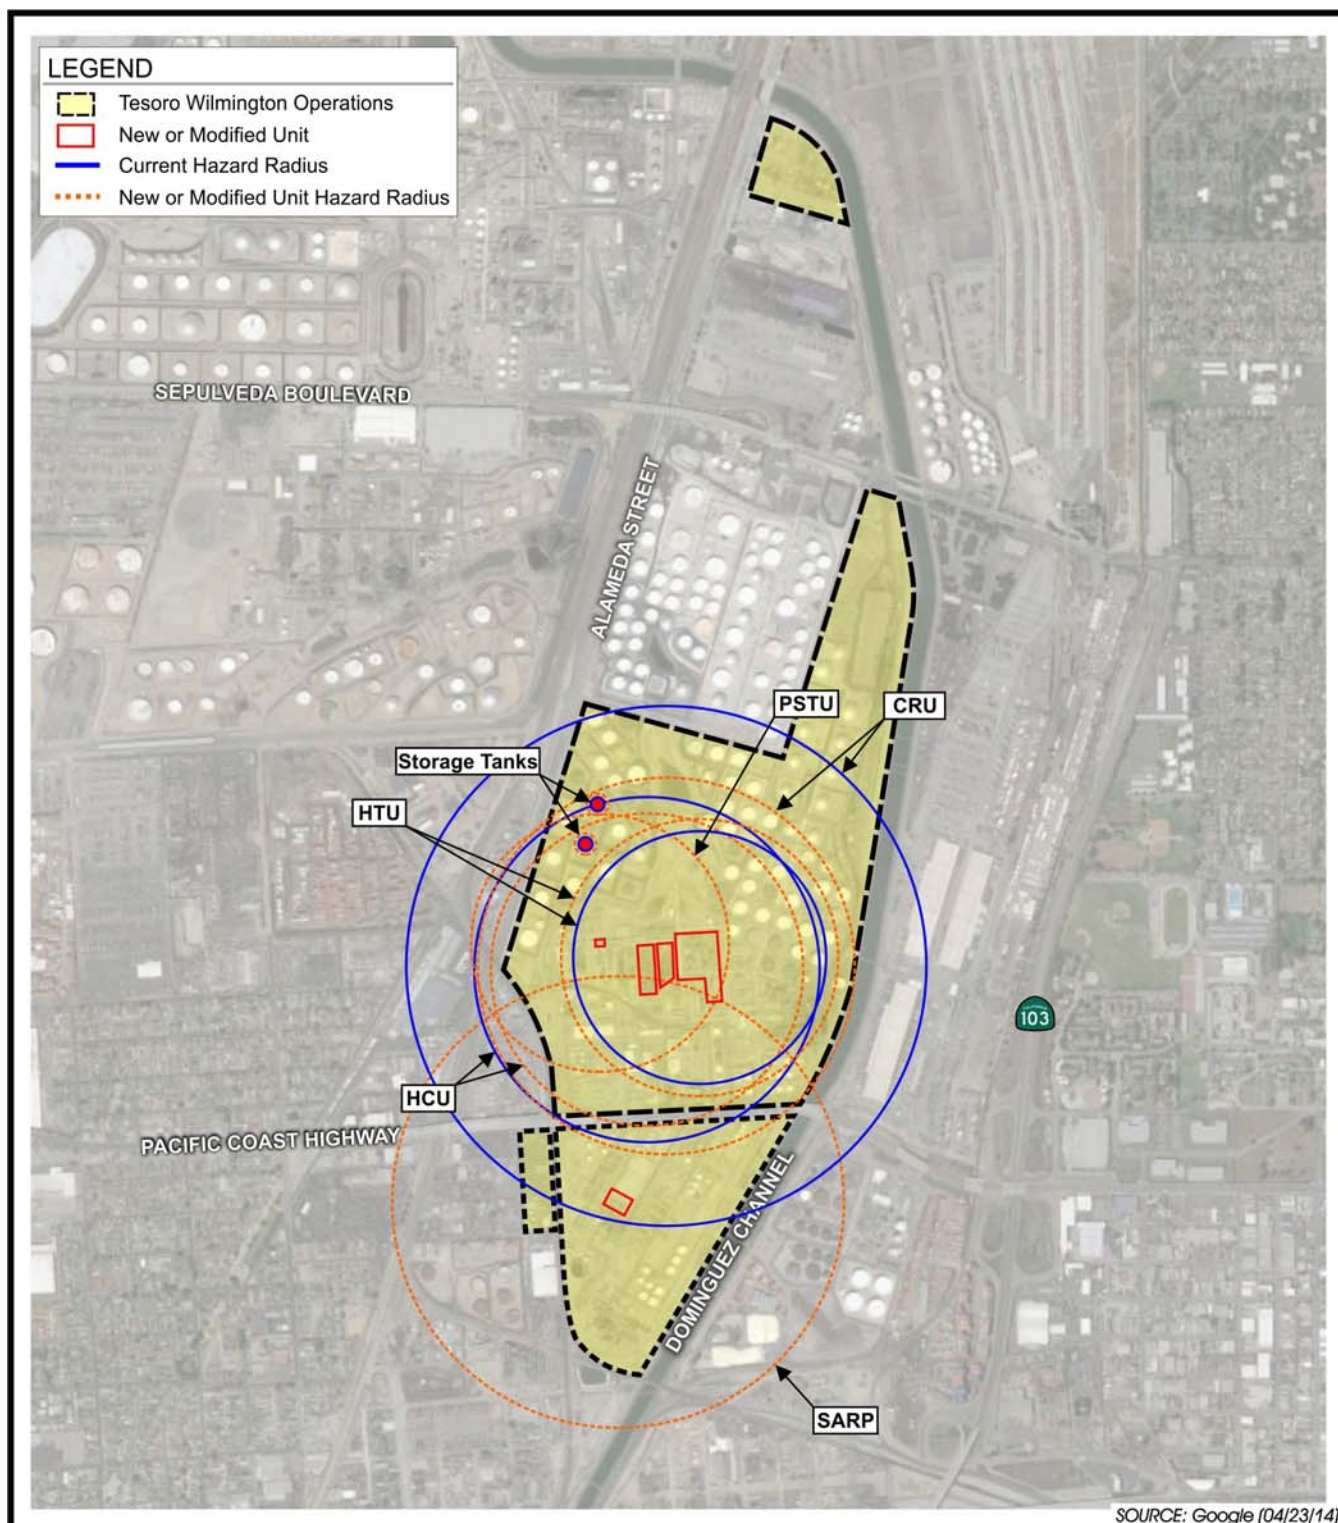 LEGEND
Tesoro Wilmington Operations
New or Modified Unit
Current Hazard Radius
New or Modified Unit Hazard Radius
SEPULVEDA BOULEVARD
ALAMEDA STREET
PSTU
CRU
Storage Tanks
HTU
CALIFORNIA
103
HCU
PACIFIC COAST HIGHWAY
DOMINGUEZ CHANNEL
SARP
SOURCE: Google (04/23/14)